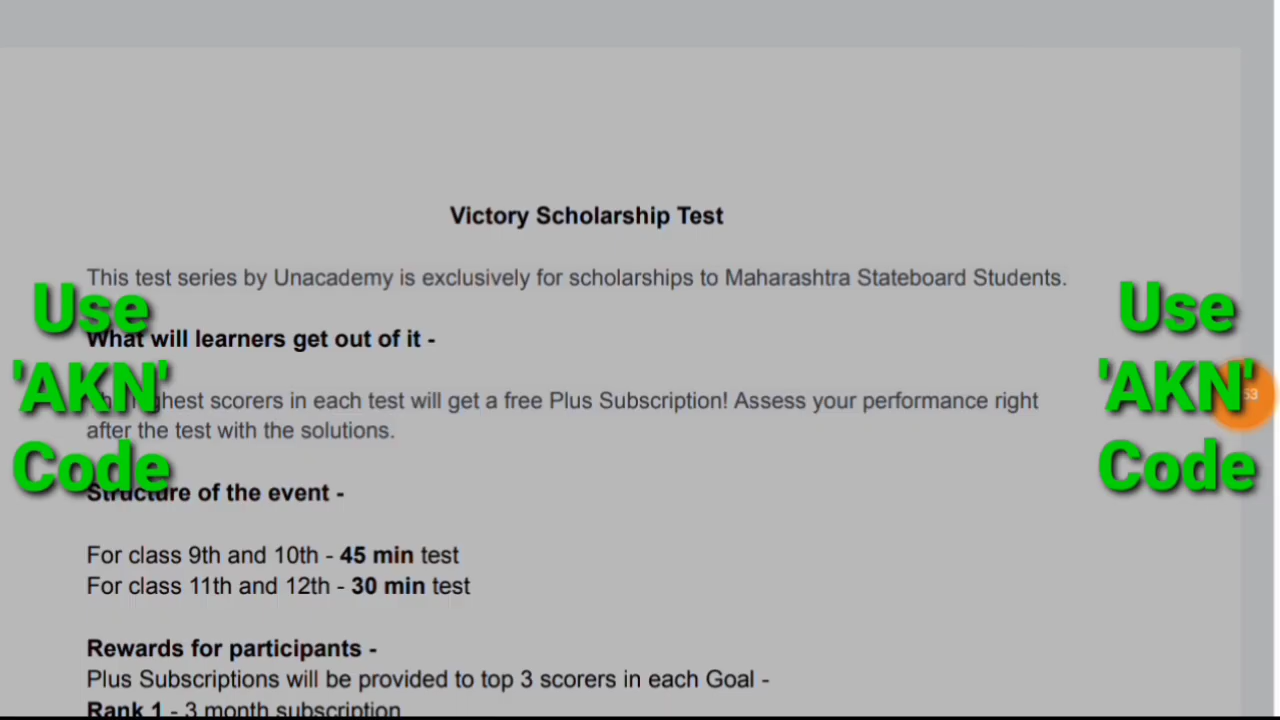 Victory Scholarship Test
This test series by Unacademy is exclusively for scholarships to Maharashtra Stateboard Students.
Use
'AKN'
Code
Use
'AKN'
Code
What will learners get out of it -
highest scorers in each test will get a free Plus Subscription! Assess your performance right
after the test with the solutions.
Structure of the event -
For class 9th and 10th - 45 min test
For class 11th and 12th - 30 min test
Rewards for participants -
Plus Subscriptions will be provided to top 3 scorers in each Goal -
Rank 1 - 3 month subscription